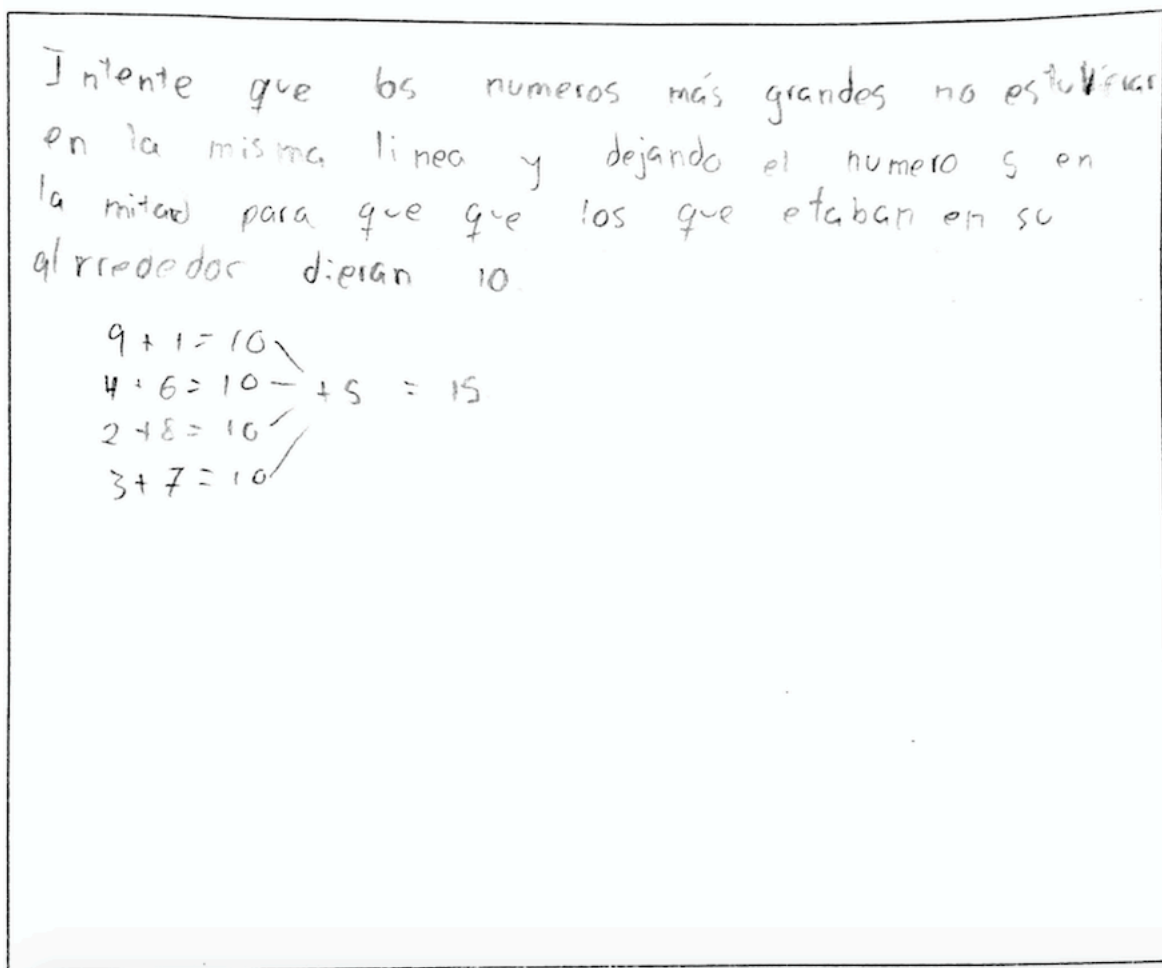 Intente que los numeros más grandes no estuvieran
en la misma linea y dejando el numero 5 en
la mitad para que que los que etaban en su
alrrededor dieran 10
9 + 1 = 10
4 + 6 = 10 + 5 = 15
2 + 8 = 10
3 + 7 = 10